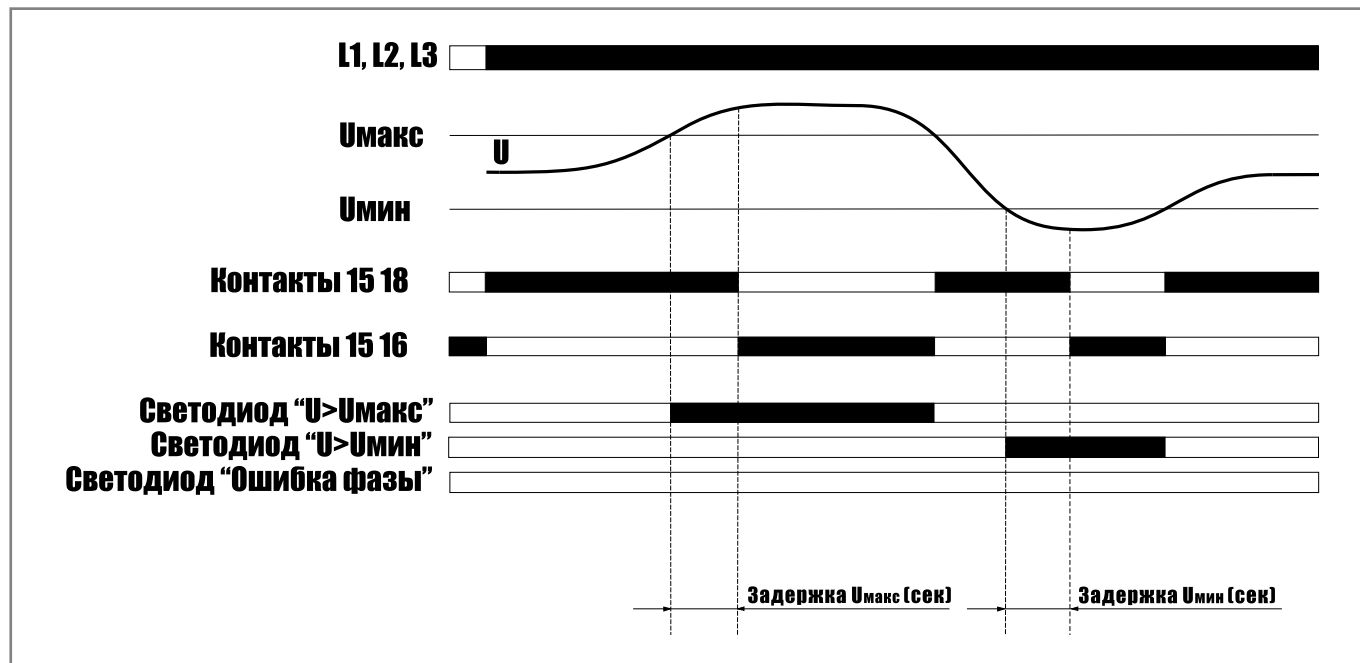 L1, L2, L3
Uмакс
U
Uмин
Контакты 15 18
Контакты 15 16
Светодиод “U>Uмакс”
Светодиод “U>Uмин”
Светодиод “Ошибка фазы”
Задержка Uмакс (сек)
Задержка Uмин (сек)